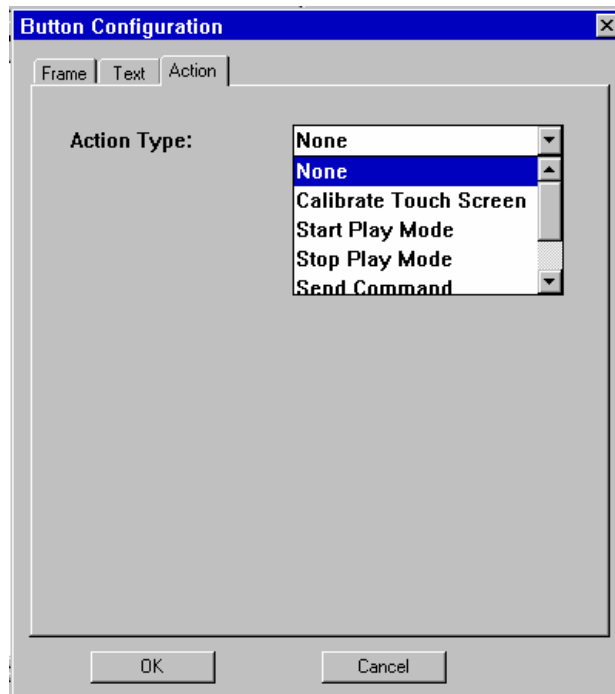 Button Configuration
Frame Text Action
Action Type: None
None
Calibrate Touch Screen
Start Play Mode
Stop Play Mode
Send Command
OK Cancel